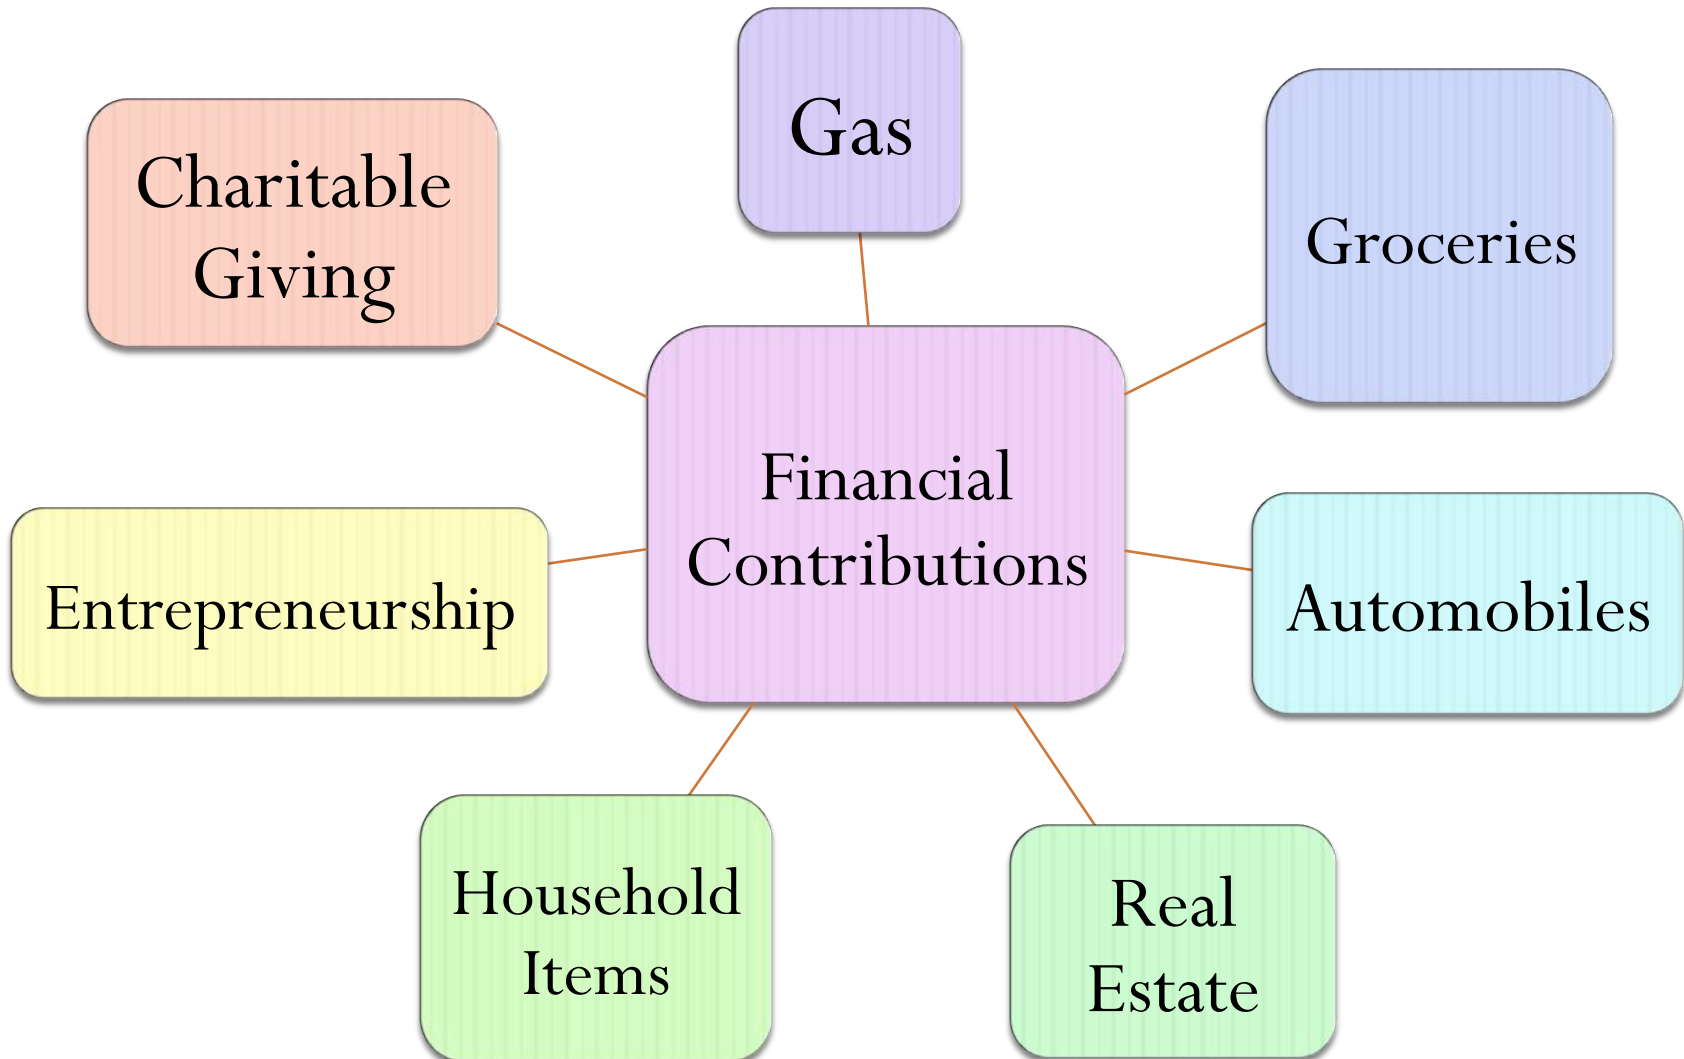 Gas
Charitable
Giving
Groceries
Financial
Contributions
Entrepreneurship
Automobiles
Household
Items
Real
Estate